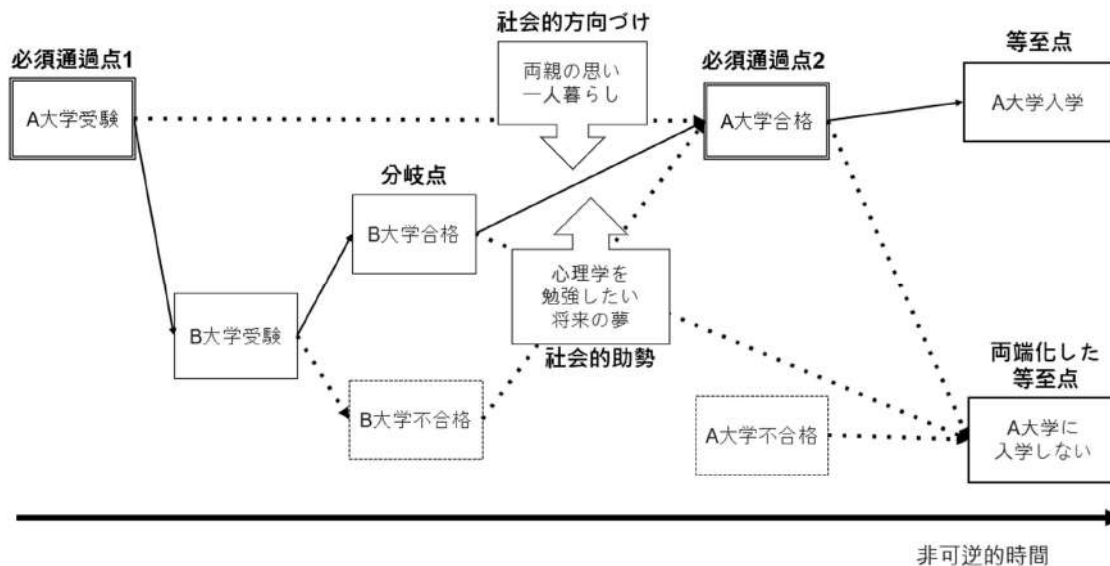 社会的方向づけ
等至点
必須通過点1
両親の思い
一人暮らし
必須通過点2
A大学受験
A大学合格
A大学入学
分岐点
B大学合格
心理学を
勉強したい
将来の夢
B大学受験
社会的助勢
両端化した
等至点
B大学不合格
A大学不合格
A大学に
入学しない
非可逆的時間